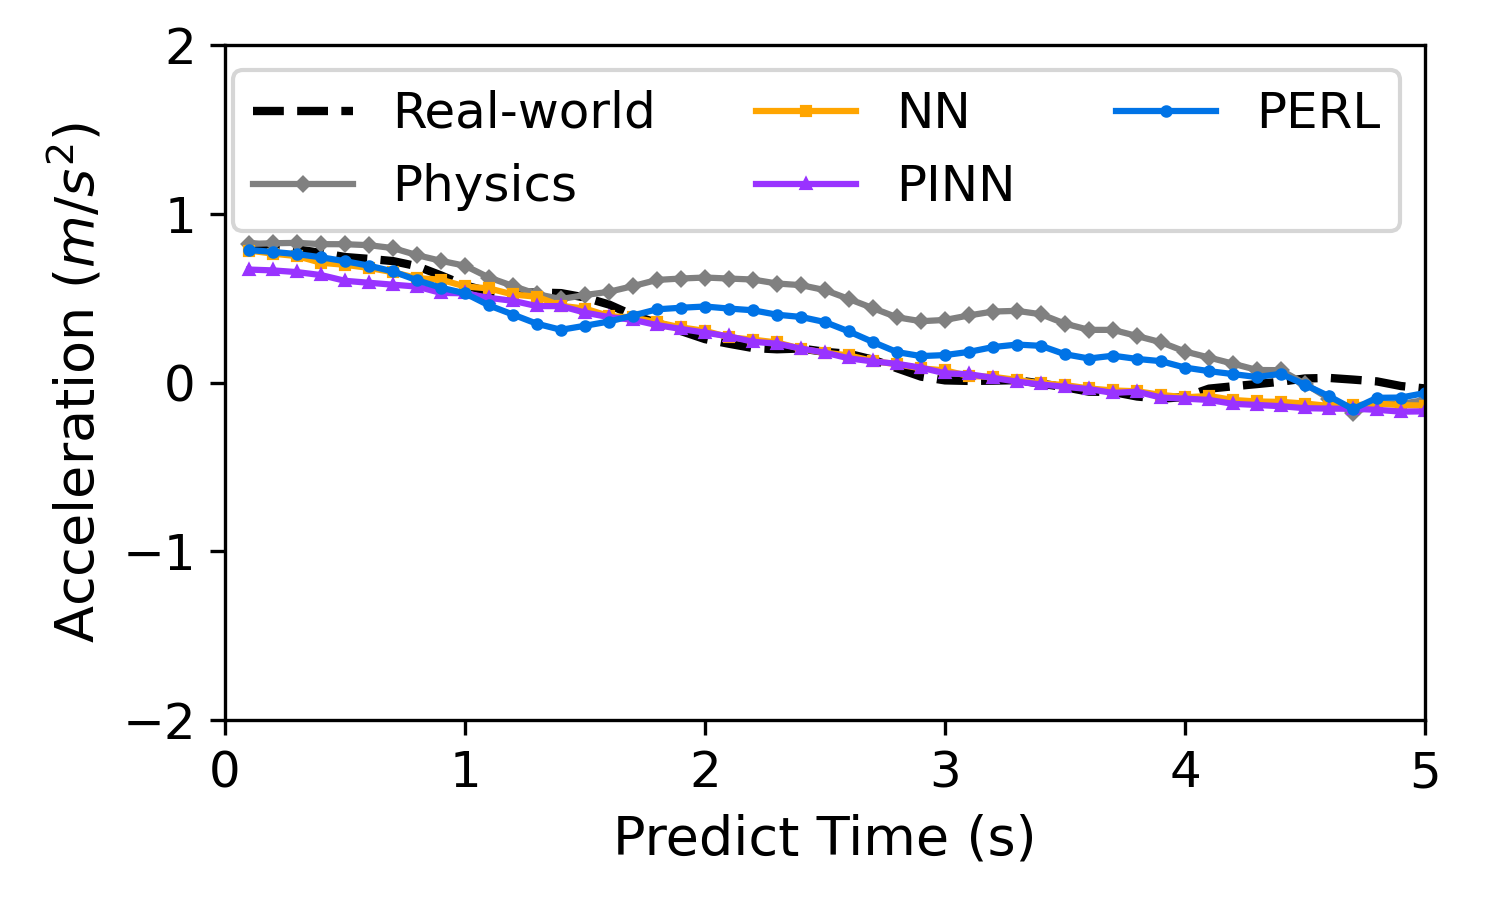 2
1
0
−1
−2
Acceleration (m/s²)
Real-world
Physics
NN
PINN
PERL
0 1 2 3 4 5
Predict Time (s)